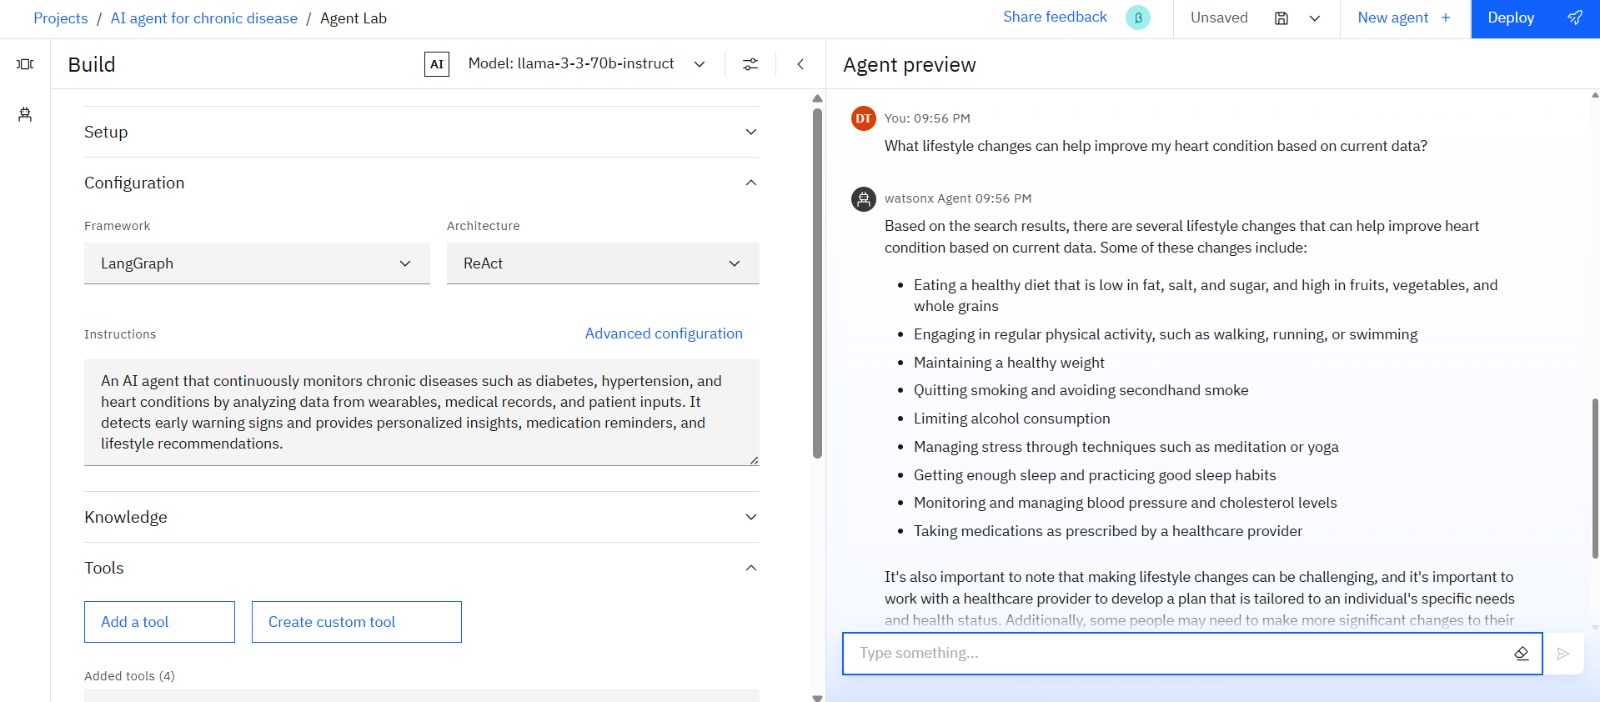 Projects / AI agent for chronic disease / Agent Lab
Share feedback β Unsaved New agent + Deploy
Build
AI Model: llama-3-3-70b-instruct
Setup
Configuration
Framework Architecture
LangGraph ReAct
Instructions Advanced configuration
An AI agent that continuously monitors chronic diseases such as diabetes, hypertension, and
heart conditions by analyzing data from wearables, medical records, and patient inputs. It
detects early warning signs and provides personalized insights, medication reminders, and
lifestyle recommendations.
Knowledge
Tools
Add a tool Create custom tool
Added tools (4)
Agent preview
DT You: 09:56 PM
What lifestyle changes can help improve my heart condition based on current data?
watsonx Agent 09:56 PM
Based on the search results, there are several lifestyle changes that can help improve heart
condition based on current data. Some of these changes include:
• Eating a healthy diet that is low in fat, salt, and sugar, and high in fruits, vegetables, and
whole grains
• Engaging in regular physical activity, such as walking, running, or swimming
• Maintaining a healthy weight
• Quitting smoking and avoiding secondhand smoke
• Limiting alcohol consumption
• Managing stress through techniques such as meditation or yoga
• Getting enough sleep and practicing good sleep habits
• Monitoring and managing blood pressure and cholesterol levels
• Taking medications as prescribed by a healthcare provider
It's also important to note that making lifestyle changes can be challenging, and it's important to
work with a healthcare provider to develop a plan that is tailored to an individual's specific needs
and health status. Additionally, some people may need to make more significant changes to their
Type something...